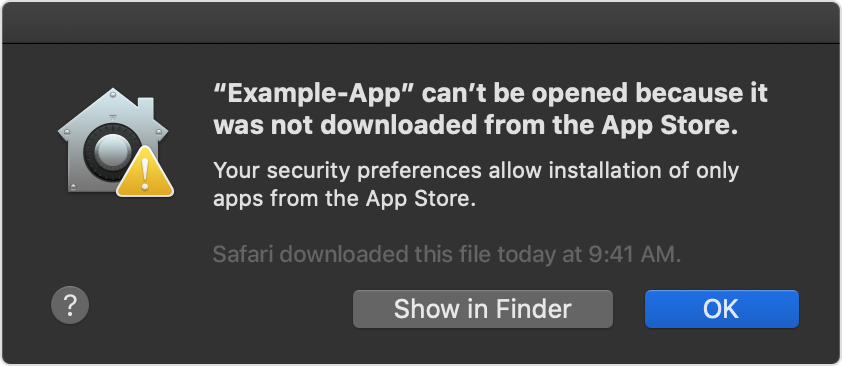 “Example-App” can’t be opened because it
was not downloaded from the App Store.
Your security preferences allow installation of only
apps from the App Store.
Safari downloaded this file today at 9:41 AM.
? Show in Finder OK